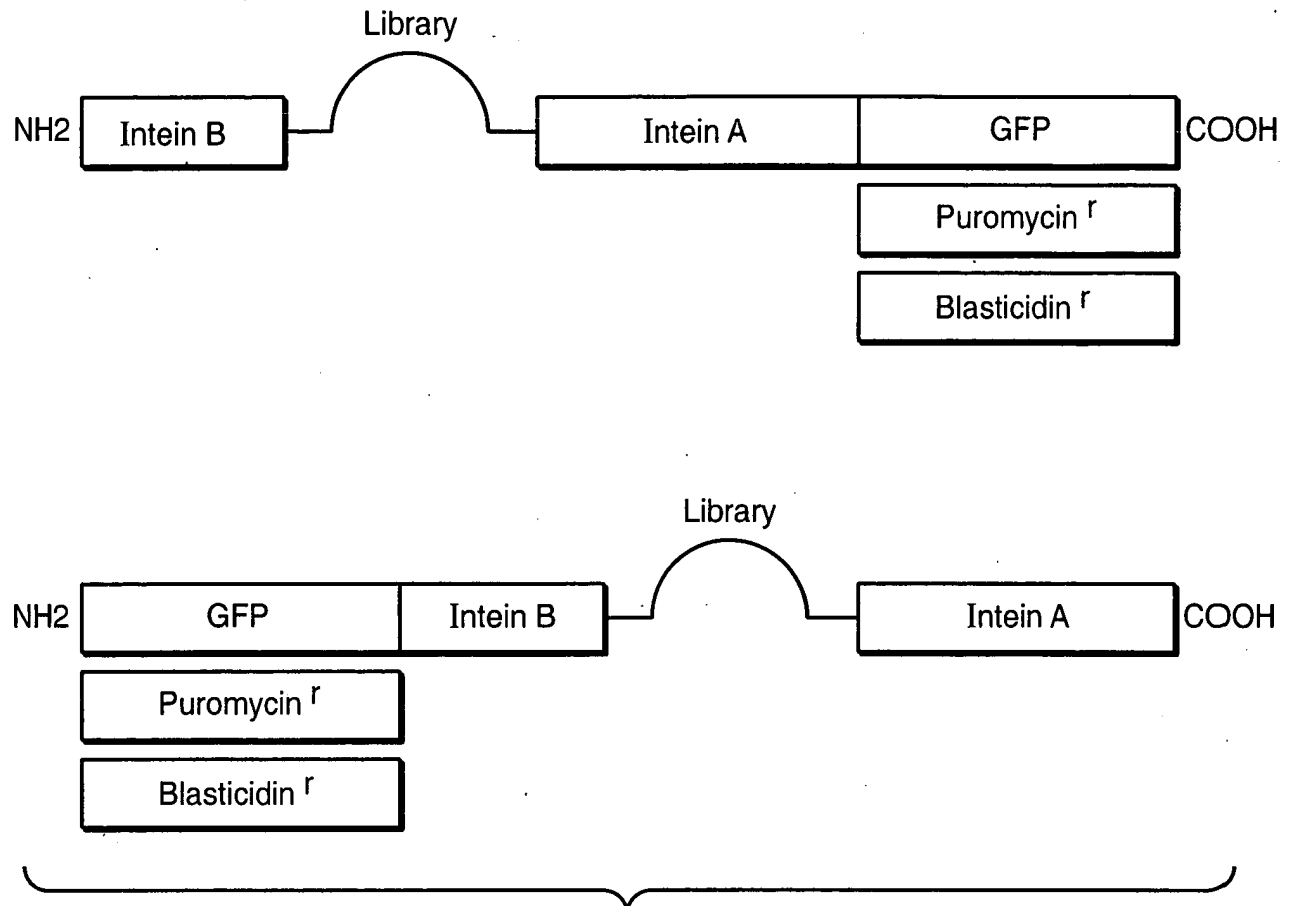 Library
NH2 Intein B Intein A GFP COOH
Puromycin r
Blasticidin r
Library
NH2 GFP Intein B Intein A COOH
Puromycin r
Blasticidin r